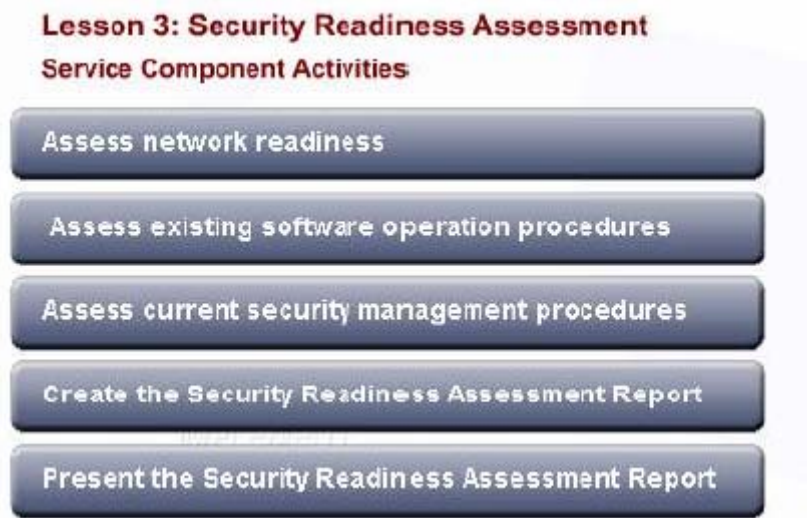 Lesson 3: Security Readiness Assessment
Service Component Activities
Assess network readiness
Assess existing software operation procedures
Assess current security management procedures
Create the Security Readiness Assessment Report
Present the Security Readiness Assessment Report